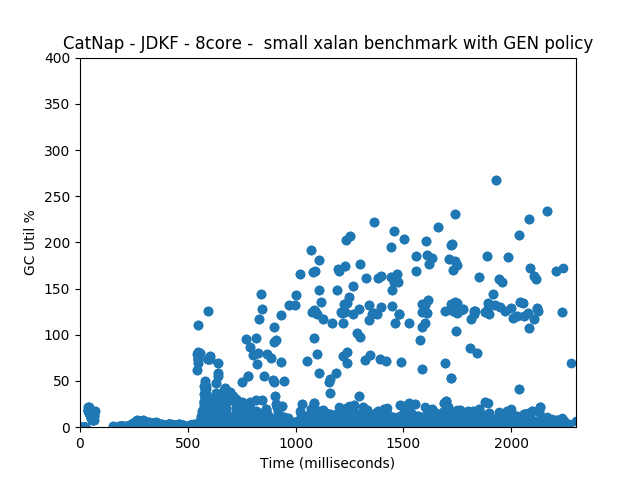 CatNap - JDKF - 8core -  small xalan benchmark with GEN policy
400
350
300
250
200
150
100
50
0
GC Util %
0 500 1000 1500 2000
Time (milliseconds)